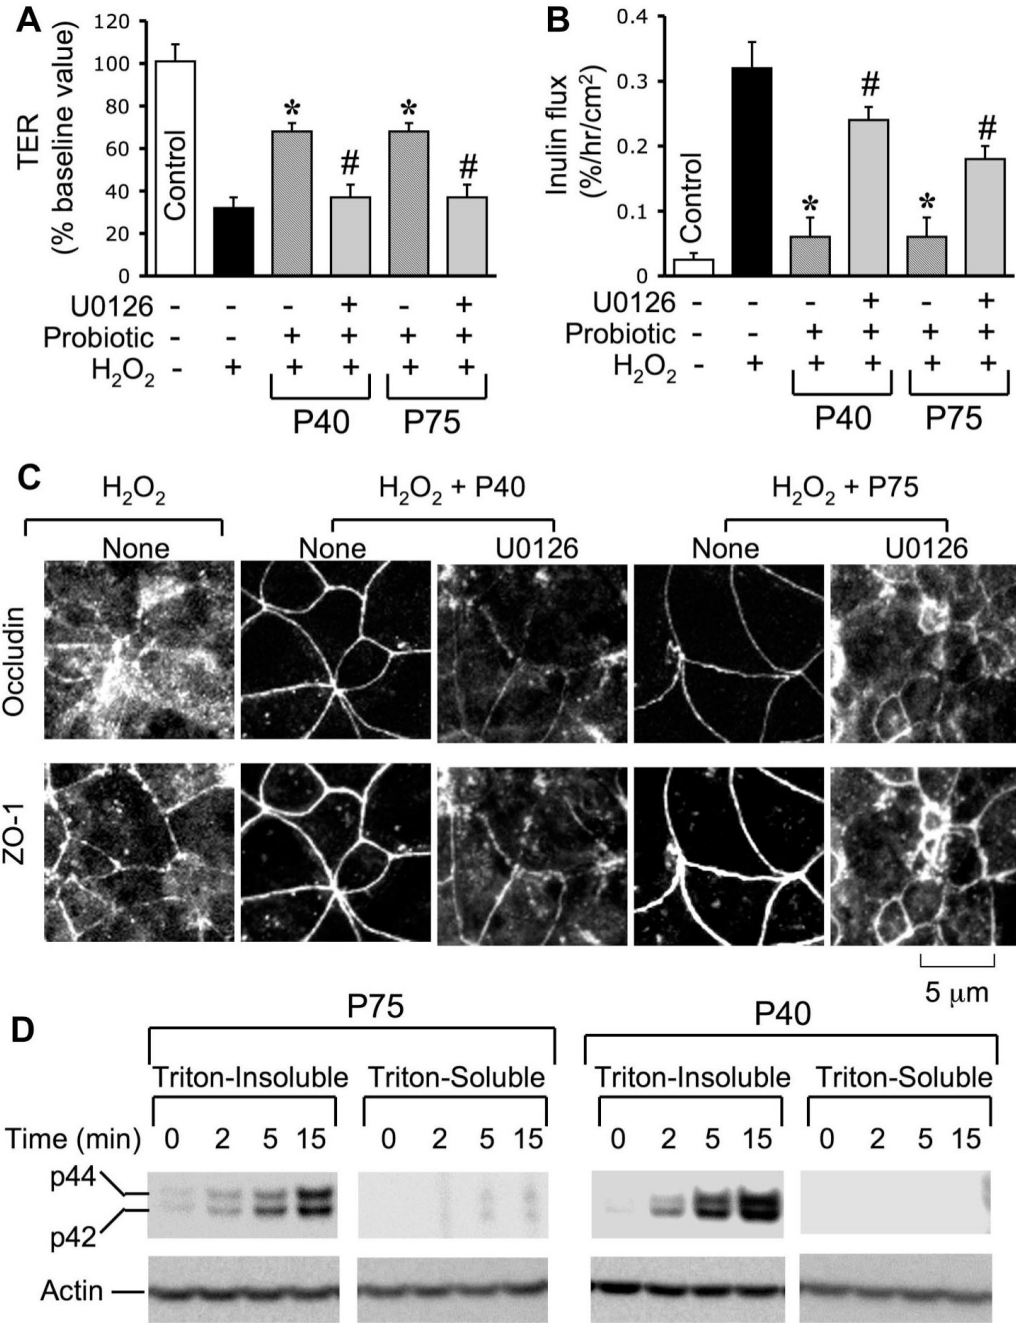 A
TER
(% baseline value)
120
100
80
60
40
20
0
Control
*
#
*
#
U0126 - - - + - +
Probiotic - - + + + +
H₂O₂ - + + + + +
P40 P75
B
Inulin flux
(%/hr/cm²)
0.4
0.3
0.2
0.1
0
Control
*
#
*
#
U0126 - - - + - +
Probiotic - - + + + +
H₂O₂ - + + + + +
P40 P75
C
H₂O₂ H₂O₂ + P40 H₂O₂ + P75
None None U0126 None U0126
Occludin
ZO-1
5 μm
D
P75 P40
Triton-Insoluble Triton-Soluble Triton-Insoluble Triton-Soluble
Time (min) 0 2 5 15 0 2 5 15 0 2 5 15 0 2 5 15
p44
p42
Actin